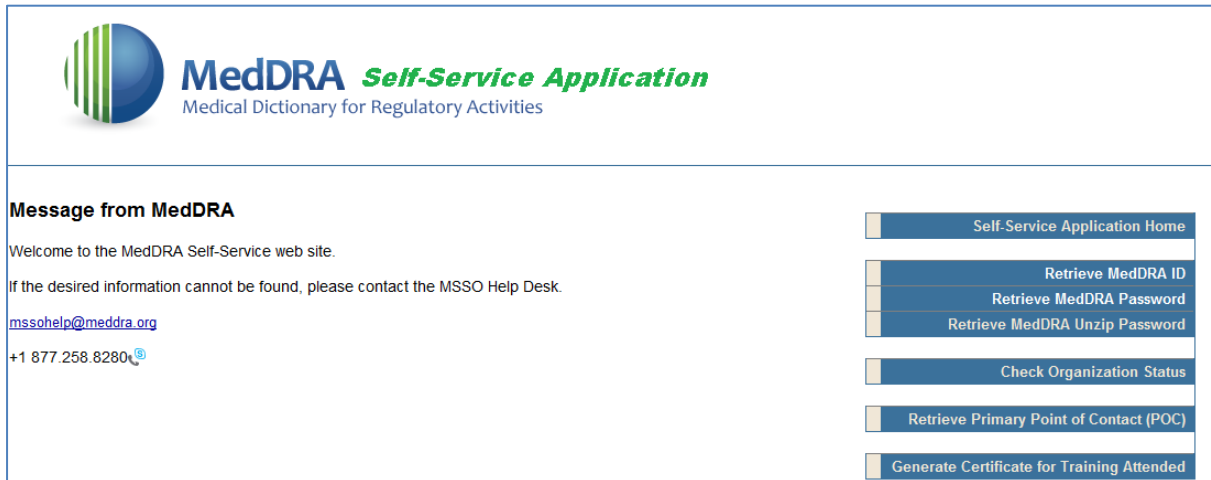 MedDRA Self-Service Application
Medical Dictionary for Regulatory Activities
Message from MedDRA
Welcome to the MedDRA Self-Service web site.
If the desired information cannot be found, please contact the MSSO Help Desk.
mssohelp@meddra.org
+1 877.258.8280
Self-Service Application Home
Retrieve MedDRA ID
Retrieve MedDRA Password
Retrieve MedDRA Unzip Password
Check Organization Status
Retrieve Primary Point of Contact (POC)
Generate Certificate for Training Attended